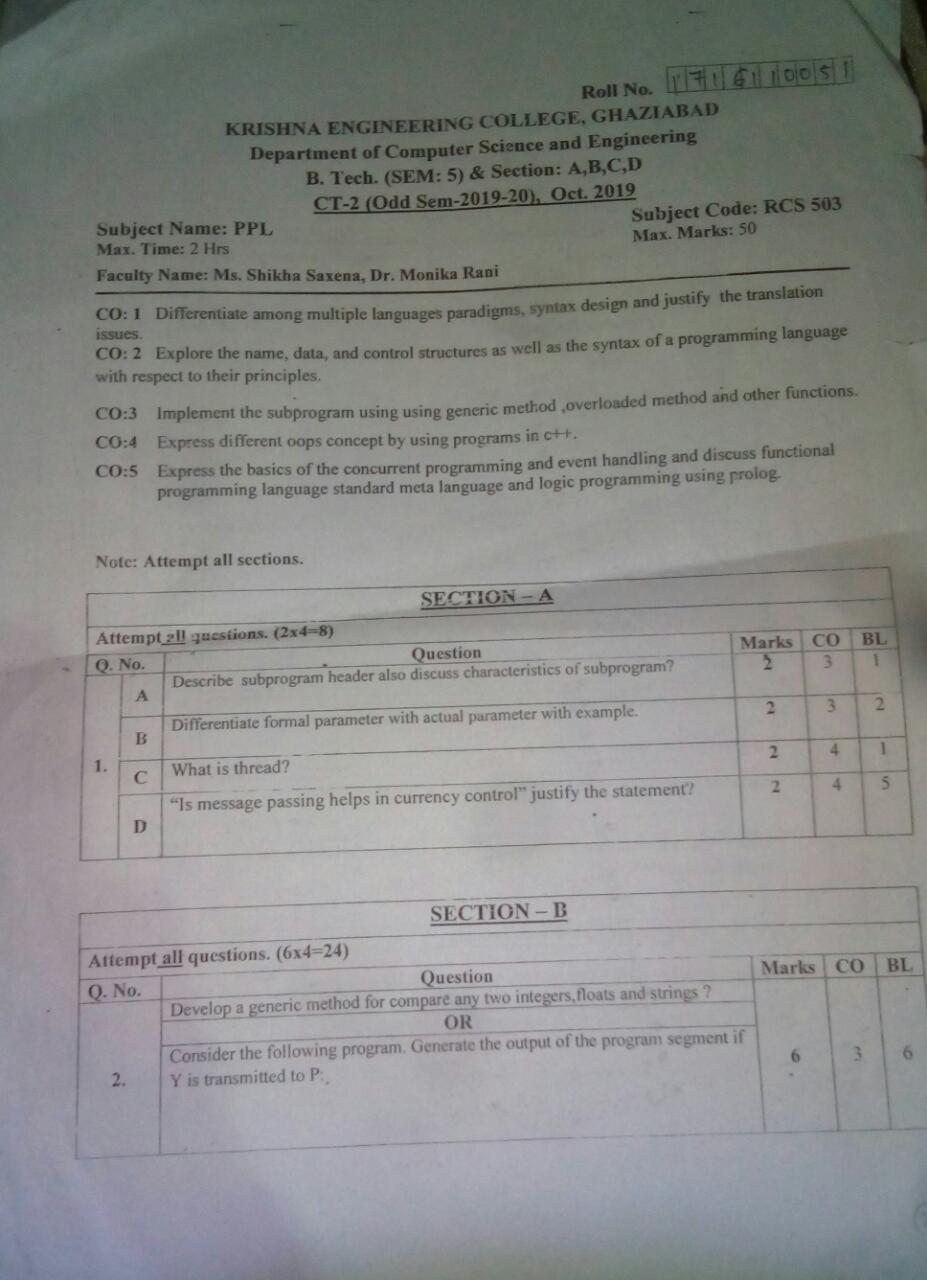 Roll No. 1716110051
KRISHNA ENGINEERING COLLEGE, GHAZIABAD
Department of Computer Science and Engineering
B. Tech. (SEM: 5) & Section: A,B,C,D
CT-2 (Odd Sem-2019-20), Oct. 2019
Subject Name: PPL
Subject Code: RCS 503
Max. Time: 2 Hrs
Max. Marks: 50
Faculty Name: Ms. Shikha Saxena, Dr. Monika Rani
CO: 1 Differentiate among multiple languages paradigms, syntax design and justify the translation
issues.
CO: 2 Explore the name, data, and control structures as well as the syntax of a programming language
with respect to their principles.
CO:3 Implement the subprogram using using generic method ,overloaded method and other functions.
CO:4 Express different oops concept by using programs in c++.
CO:5 Express the basics of the concurrent programming and event handling and discuss functional
programming language standard meta language and logic programming using prolog.
Note: Attempt all sections.
SECTION – A
Attempt all questions. (2x4=8)
Q. No. Question Marks CO BL
1.
A Describe subprogram header also discuss characteristics of subprogram? 2 3 1
B Differentiate formal parameter with actual parameter with example. 2 3 2
C What is thread? 2 4 1
D “Is message passing helps in currency control” justify the statement? 2 4 5
SECTION – B
Attempt all questions. (6x4=24)
Q. No. Question Marks CO BL
Develop a generic method for compare any two integers,floats and strings ?
OR
Consider the following program. Generate the output of the program segment if
2. Y is transmitted to P:, 6 3 6